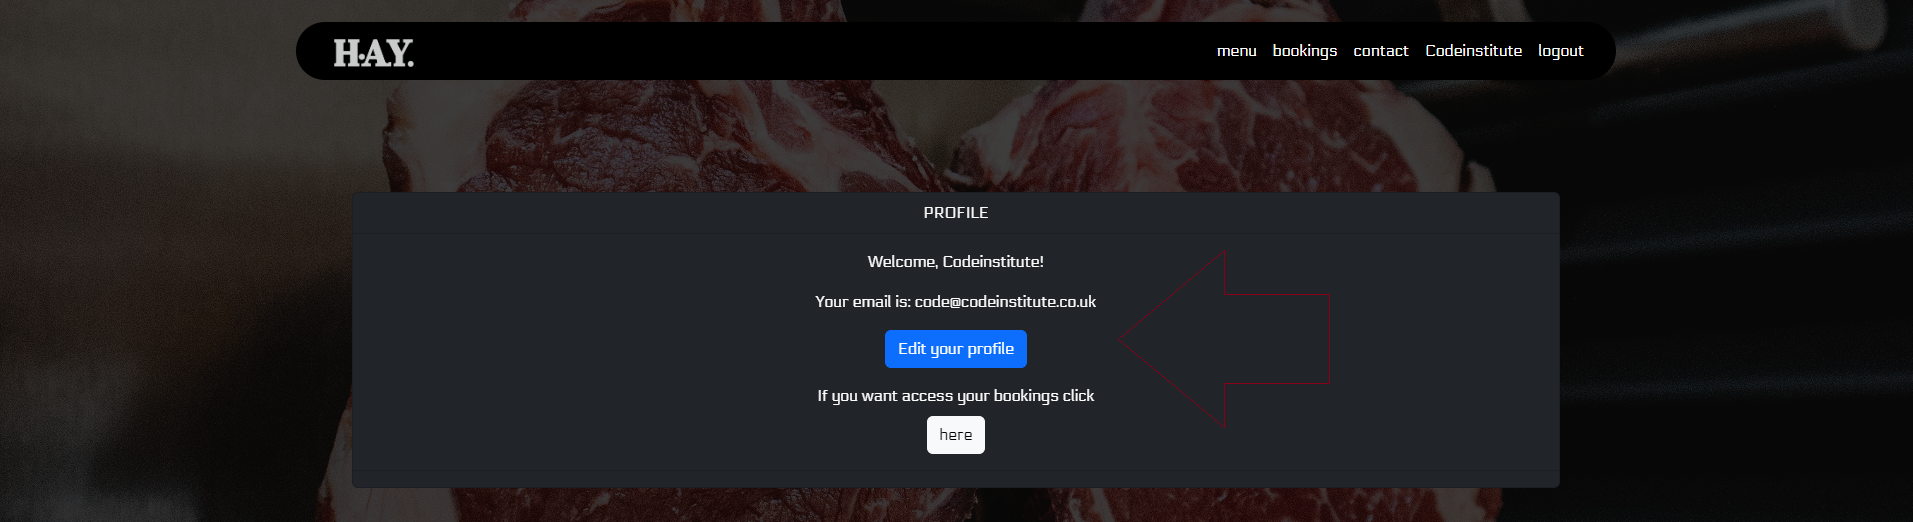 H.A.Y.
menu bookings contact Codeinstitute logout
PROFILE
Welcome, Codeinstitute!
Your email is: code@codeinstitute.co.uk
Edit your profile
If you want access your bookings click
here